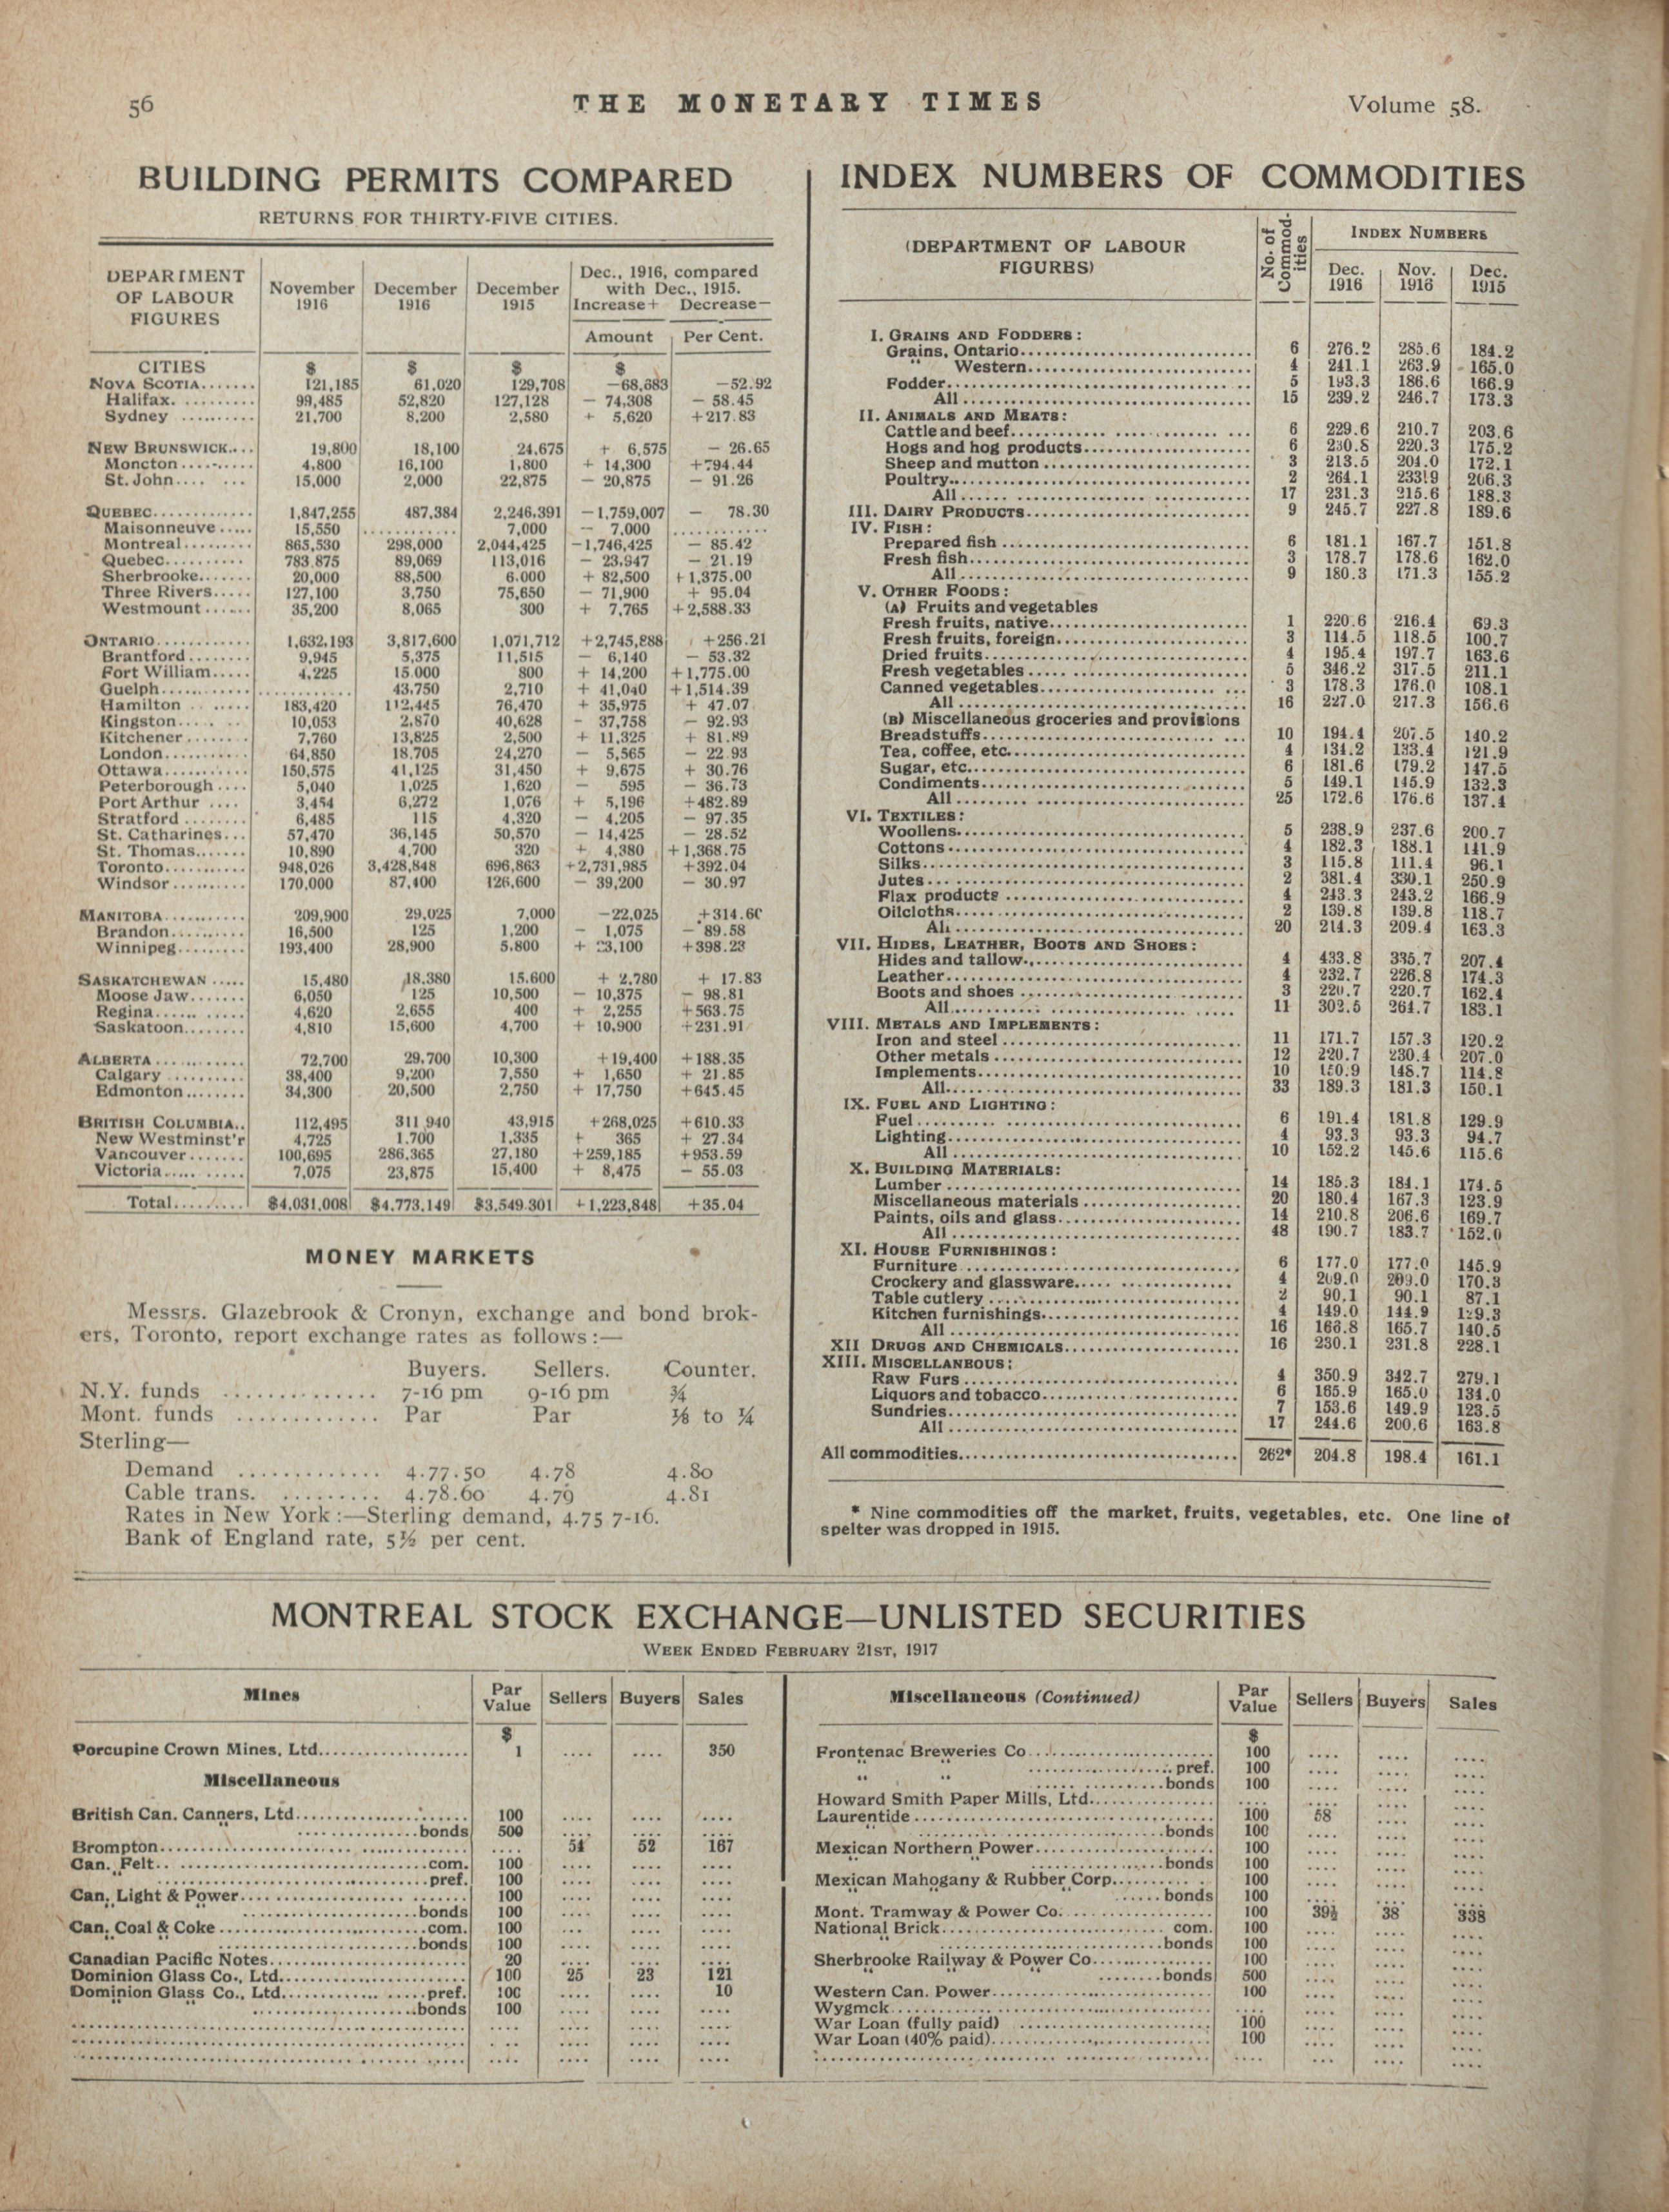 56
THE MONETARY TIMES
Volume 58.
BUILDING PERMITS COMPARED
RETURNS FOR THIRTY-FIVE CITIES.
DEPARTMENT OF LABOUR FIGURES | November 1916 | December 1916 | December 1915 | Dec., 1916, compared with Dec., 1915. Increase+ Decrease−
Amount | Per Cent.
CITIES $ $ $ $
NOVA SCOTIA....... 121,185 61,020 129,708 −68,683 −52.92
Halifax. ......... 99,485 52,820 127,128 − 74,308 − 58.45
Sydney .......... 21,700 8,200 2,580 + 5,620 +217.83
NEW BRUNSWICK.... 19,800 18,100 24,675 + 6,575 − 26.65
Moncton.......... 4,800 16,100 1,800 + 14,300 +794.44
St. John.... ... 15,000 2,000 22,875 − 20,875 − 91.26
QUEBEC............. 1,847,255 487,384 2,246,391 −1,759,007 − 78.30
Maisonneuve..... 15,550 ............ 7,000 − 7,000 ............
Montreal......... 865,530 298,000 2,044,425 −1,746,425 − 85.42
Quebec.......... 783,875 89,069 113,016 − 23,947 − 21.19
Sherbrooke....... 20,000 88,500 6,000 + 82,500 +1,375.00
Three Rivers..... 127,100 3,750 75,650 − 71,900 + 95.04
Westmount....... 35,200 8,065 300 + 7,765 +2,588.33
ONTARIO............ 1,632,193 3,817,600 1,071,712 +2,745,888 +256.21
Brantford........ 9,945 5,375 11,515 − 6,140 − 53.32
Fort William..... 4,225 15.000 800 + 14,200 +1,775.00
Guelph............ ............ 43,750 2,710 + 41,040 +1,514.39
Hamilton .. ..... 183,420 112,445 76,470 + 35,975 + 47.07
Kingston..... .. 10,053 2,870 40,628 − 37,758 − 92.93
Kitchener........ 7,760 13,825 2,500 + 11,325 + 81.89
London........... 64,850 18,705 24,270 − 5,565 − 22.93
Ottawa........... 150,575 41,125 31,450 + 9,675 + 30.76
Peterborough .... 5,040 1,025 1,620 − 595 − 36.73
Port Arthur .... 3,454 6,272 1,076 + 5,196 +482.89
Stratford ........ 6,485 115 4,320 − 4,205 − 97.35
St. Catharines... 57,470 36,145 50,570 − 14,425 − 28.52
St. Thomas....... 10,890 4,700 320 + 4,380 +1,368.75
Toronto.......... 948,026 3,428,848 696,863 +2,731,985 +392.04
Windsor.......... 170,000 87,400 126,600 − 39,200 − 30.97
MANITOBA........... 209,900 29,025 7,000 −22,025 +314.60
Brandon.......... 16,500 125 1,200 − 1,075 − 89.58
Winnipeg......... 193,400 28,900 5.800 + 23,100 +398.23
SASKATCHEWAN ..... 15,480 18.380 15.600 + 2,780 + 17.83
Moose Jaw....... 6,050 125 10,500 − 10,375 − 98.81
Regina........... 4,620 2,655 400 + 2,255 +563.75
Saskatoon........ 4,810 15,600 4,700 + 10,900 +231.91
ALBERTA............ 72,700 29,700 10,300 +19,400 +188.35
Calgary .......... 38,400 9,200 7,550 + 1,650 + 21.85
Edmonton........ 34,300 20,500 2,750 + 17,750 +645.45
BRITISH COLUMBIA.. 112,495 311 940 43,915 +268,025 +610.33
New Westminst'r 4,725 1.700 1,335 + 365 + 27.34
Vancouver ....... 100,695 286,365 27,180 +259,185 +953.59
Victoria..... ..... 7,075 23,875 15,400 + 8,475 − 55.03
Total......... $4,031,008 $4,773,149 $3,549,301 +1,223,848 +35.04
MONEY MARKETS
Messrs. Glazebrook & Cronyn, exchange and bond brok-
ers, Toronto, report exchange rates as follows:—
Buyers. Sellers. Counter.
N.Y. funds .............. 7-16 pm 9-16 pm ¾
Mont. funds ............. Par Par ⅛ to ¼
Sterling—
Demand ............. 4.77.50 4.78 4.80
Cable trans. ......... 4.78.60 4.79 4.81
Rates in New York:—Sterling demand, 4.75 7-16.
Bank of England rate, 5½ per cent.
INDEX NUMBERS OF COMMODITIES
(DEPARTMENT OF LABOUR FIGURES) | No. of Commodities | INDEX NUMBERS
Dec. 1916 | Nov. 1916 | Dec. 1915
I. GRAINS AND FODDERS:
Grains, Ontario.......... 6 276.2 285.6 184.2
" Western.......... 4 241.1 263.9 165.0
Fodder.......... 5 193.3 186.6 166.9
All.......... 15 239.2 246.7 173.3
II. ANIMALS AND MEATS:
Cattle and beef.......... 6 229.6 210.7 203.6
Hogs and hog products.......... 6 230.8 220.3 175.2
Sheep and mutton.......... 3 213.5 204.0 172.1
Poultry.......... 2 264.1 233.9 206.3
All.......... 17 231.3 215.6 188.3
III. DAIRY PRODUCTS.......... 9 245.7 227.8 189.6
IV. FISH:
Prepared fish.......... 6 181.1 167.7 151.8
Fresh fish.......... 3 178.7 178.6 162.0
All.......... 9 180.3 171.3 155.2
V. OTHER FOODS:
(A) Fruits and vegetables
Fresh fruits, native.......... 1 220.6 216.4 69.3
Fresh fruits, foreign.......... 3 114.5 118.5 100.7
Dried fruits.......... 4 195.4 197.7 163.6
Fresh vegetables.......... 5 346.2 317.5 211.1
Canned vegetables.......... 3 178.3 176.0 108.1
All.......... 16 227.0 217.3 156.6
(B) Miscellaneous groceries and provisions
Breadstuffs.......... 10 194.4 207.5 140.2
Tea, coffee, etc.......... 4 134.2 133.4 121.9
Sugar, etc.......... 6 181.6 179.2 147.5
Condiments.......... 5 149.1 145.9 132.3
All.......... 25 172.6 176.6 137.4
VI. TEXTILES:
Woollens.......... 5 238.9 237.6 200.7
Cottons.......... 4 182.3 188.1 141.9
Silks.......... 3 115.8 111.4 96.1
Jutes.......... 2 381.4 330.1 250.9
Flax products.......... 4 243.3 243.2 166.9
Oilcloths.......... 2 139.8 139.8 118.7
All.......... 20 214.3 209.4 163.3
VII. HIDES, LEATHER, BOOTS AND SHOES:
Hides and tallow.......... 4 433.8 335.7 207.4
Leather.......... 4 232.7 226.8 174.3
Boots and shoes.......... 3 220.7 220.7 162.4
All.......... 11 302.5 264.7 183.1
VIII. METALS AND IMPLEMENTS:
Iron and steel.......... 11 171.7 157.3 120.2
Other metals.......... 12 220.7 230.4 207.0
Implements.......... 10 150.9 148.7 114.8
All.......... 33 189.3 181.3 150.1
IX. FUEL AND LIGHTING:
Fuel.......... 6 191.4 181.8 129.9
Lighting.......... 4 93.3 93.3 94.7
All.......... 10 152.2 145.6 115.6
X. BUILDING MATERIALS:
Lumber.......... 14 185.3 184.1 174.5
Miscellaneous materials.......... 20 180.4 167.3 123.9
Paints, oils and glass.......... 14 210.8 206.6 169.7
All.......... 48 190.7 183.7 152.0
XI. HOUSE FURNISHINGS:
Furniture.......... 6 177.0 177.0 145.9
Crockery and glassware.......... 4 209.0 209.0 170.3
Table cutlery.......... 2 90.1 90.1 87.1
Kitchen furnishings.......... 4 149.0 144.9 129.3
All.......... 16 166.8 165.7 140.5
XII DRUGS AND CHEMICALS.......... 16 230.1 231.8 228.1
XIII. MISCELLANEOUS:
Raw Furs.......... 4 350.9 342.7 279.1
Liquors and tobacco.......... 6 165.9 165.0 134.0
Sundries.......... 7 153.6 149.9 123.5
All.......... 17 244.6 200.6 163.8
All commodities.......... 262* 204.8 198.4 161.1
* Nine commodities off the market, fruits, vegetables, etc. One line of
spelter was dropped in 1915.
MONTREAL STOCK EXCHANGE—UNLISTED SECURITIES
WEEK ENDED FEBRUARY 21ST, 1917
Mines | Par Value | Sellers | Buyers | Sales
$
Porcupine Crown Mines, Ltd.......... 1 .... .... 350
Miscellaneous
British Can. Canners, Ltd.......... 100 .... .... ....
" ..........bonds 500 .... .... ....
Brompton.......... .... 54 52 167
Can. Felt..........com. 100 .... .... ....
" ..........pref. 100 .... .... ....
Can. Light & Power.......... 100 .... .... ....
" " ..........bonds 100 .... .... ....
Can. Coal & Coke..........com. 100 ... .... ....
" " ..........bonds 100 .... .... ....
Canadian Pacific Notes.......... 20 .... .... ....
Dominion Glass Co., Ltd.......... 100 25 23 121
Dominion Glass Co., Ltd..........pref. 100 .... .... 10
" " ..........bonds 100 .... .... ....
Miscellaneous (Continued) | Par Value | Sellers | Buyers | Sales
$
Frontenac Breweries Co.......... 100 .... .... ....
..........pref. 100 .... .... ....
" " ..........bonds 100 .... .... ....
Howard Smith Paper Mills, Ltd.......... .... .... .... ....
Laurentide.......... 100 58 .... ....
" ..........bonds 100 .... .... ....
Mexican Northern Power.......... 100 .... .... ....
" " ..........bonds 100 .... .... ....
Mexican Mahogany & Rubber Corp.......... 100 .... .... ....
" " ..........bonds 100 .... .... ....
Mont. Tramway & Power Co.......... 100 39½ 38 338
National Brick.......... com. 100 .... .... ....
" ..........bonds 100 .... .... ....
Sherbrooke Railway & Power Co.......... 100 .... .... ....
" " ..........bonds 500 .... .... ....
Western Can. Power.......... 100 .... .... ....
Wygmck.......... .... .... .... ....
War Loan (fully paid) .......... 100 .... .... ....
War Loan (40% paid).......... 100 .... .... ....